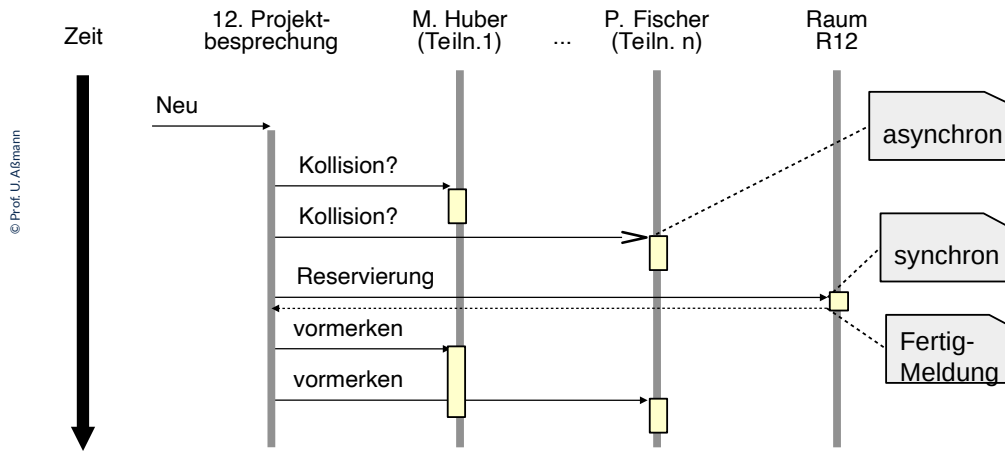 Zeit
12. Projekt-
besprechung
M. Huber
(Teiln.1)
...
P. Fischer
(Teiln. n)
Raum
R12
Neu
asynchron
Kollision?
Kollision?
synchron
Reservierung
vormerken
Fertig-
Meldung
vormerken
© Prof. U. Aßmann